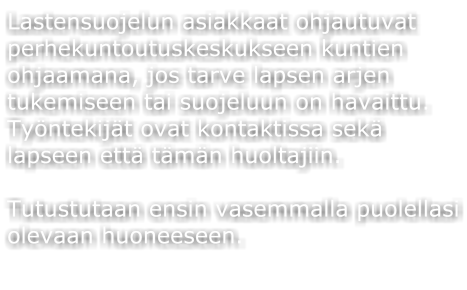 Lastensuojelun asiakkaat ohjautuvat
perhekuntoutuskeskukseen kuntien
ohjaamana, jos tarve lapsen arjen
tukemiseen tai suojeluun on havaittu.
Työntekijät ovat kontaktissa sekä
lapseen että tämän huoltajiin.

Tutustutaan ensin vasemmalla puolellasi
olevaan huoneeseen.